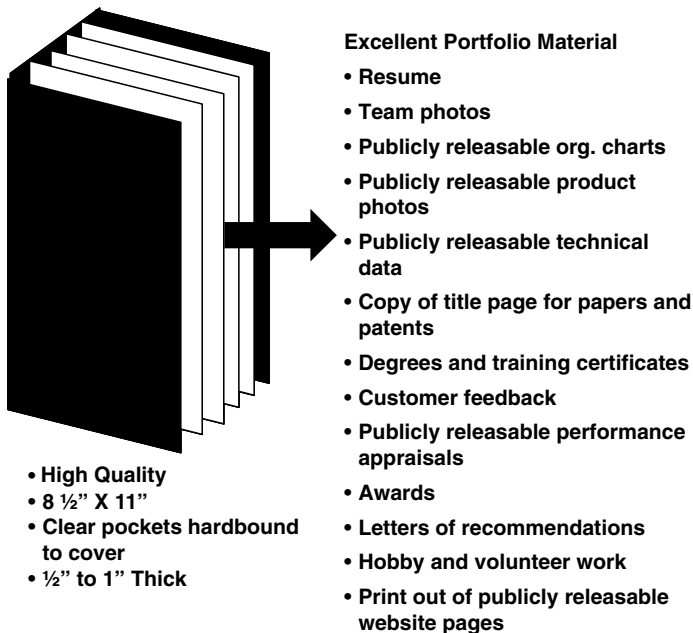 Excellent Portfolio Material
• Resume
• Team photos
• Publicly releasable org. charts
• Publicly releasable product
photos
• Publicly releasable technical
data
• Copy of title page for papers and
patents
• Degrees and training certificates
• Customer feedback
• Publicly releasable performance
appraisals
• Awards
• Letters of recommendations
• Hobby and volunteer work
• Print out of publicly releasable
website pages
• High Quality
• 8 ½” X 11”
• Clear pockets hardbound
to cover
• ½” to 1” Thick